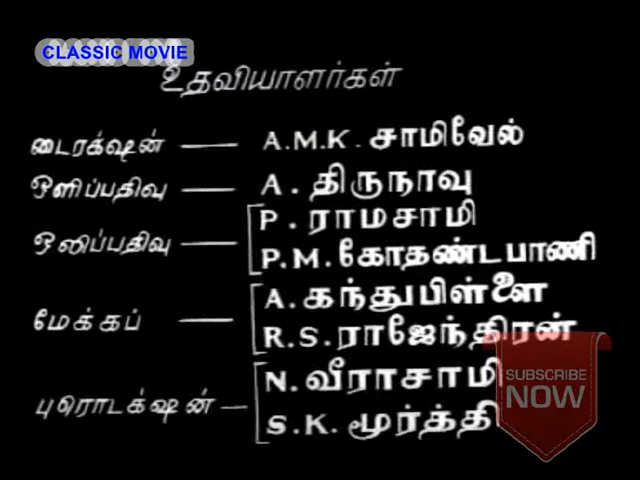 CLASSIC MOVIE
உதவியாளர்கள்
டைரக்‌ஷன் — A.M.K. சாமிவேல்
ஒளிப்பதிவு — A. திருநாவு
ஒலிப்பதிவு — P. ராமசாமி
P.M. கோதண்டபாணி
மேக்கப் — A. கந்துபிள்ளை
R.S. ராஜேந்திரன்
புரொடக்‌ஷன் — N. வீராசாமி
S.K. மூர்த்தி
SUBSCRIBE
NOW